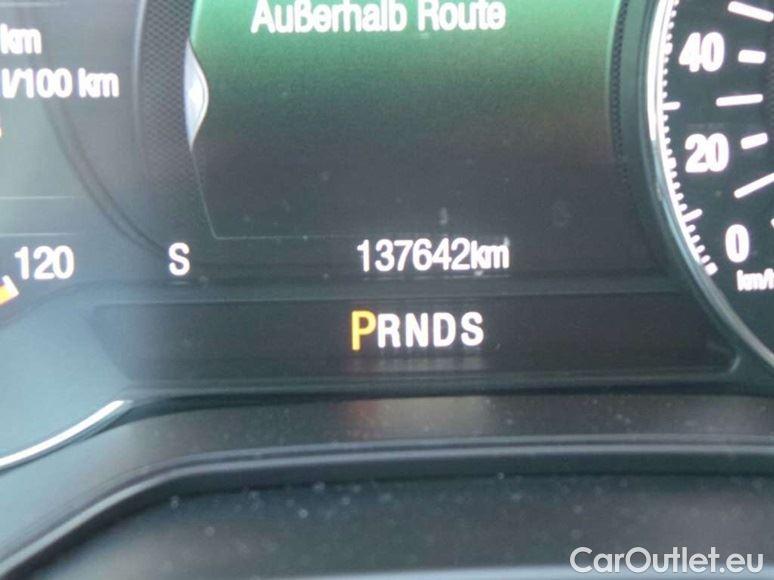 Außerhalb Route
km
l/100 km
40
20
0
km/h
120
S
137642km
PRNDS
CarOutlet.eu